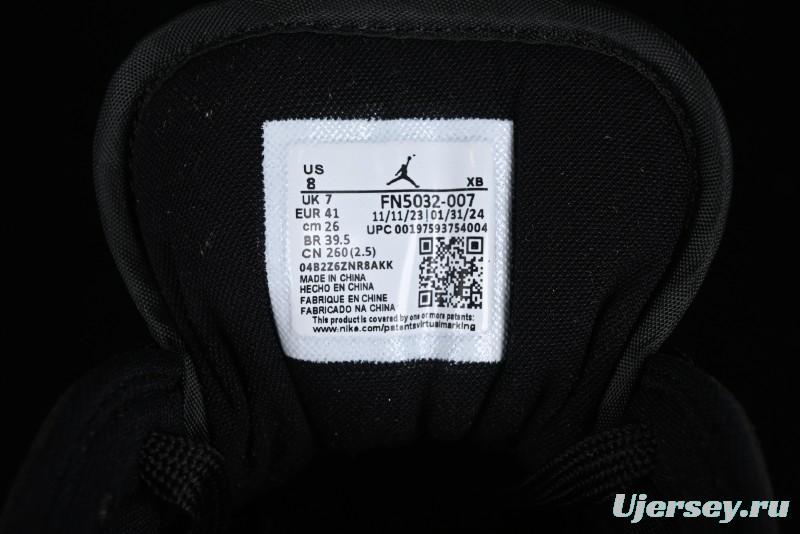 US
8
XB
UK 7
FN5032-007
EUR 41
11/11/23|01/31/24
cm 26
UPC 00197593754004
BR 39.5
CN 260(2.5)
04B2Z6ZNR8AKK
MADE IN CHINA
HECHO EN CHINA
FABRIQUE EN CHINE
FABRICADO NA CHINA
This product is covered by one or more patents:
www.nike.com/patentsvirtualmarking
Ujersey.ru